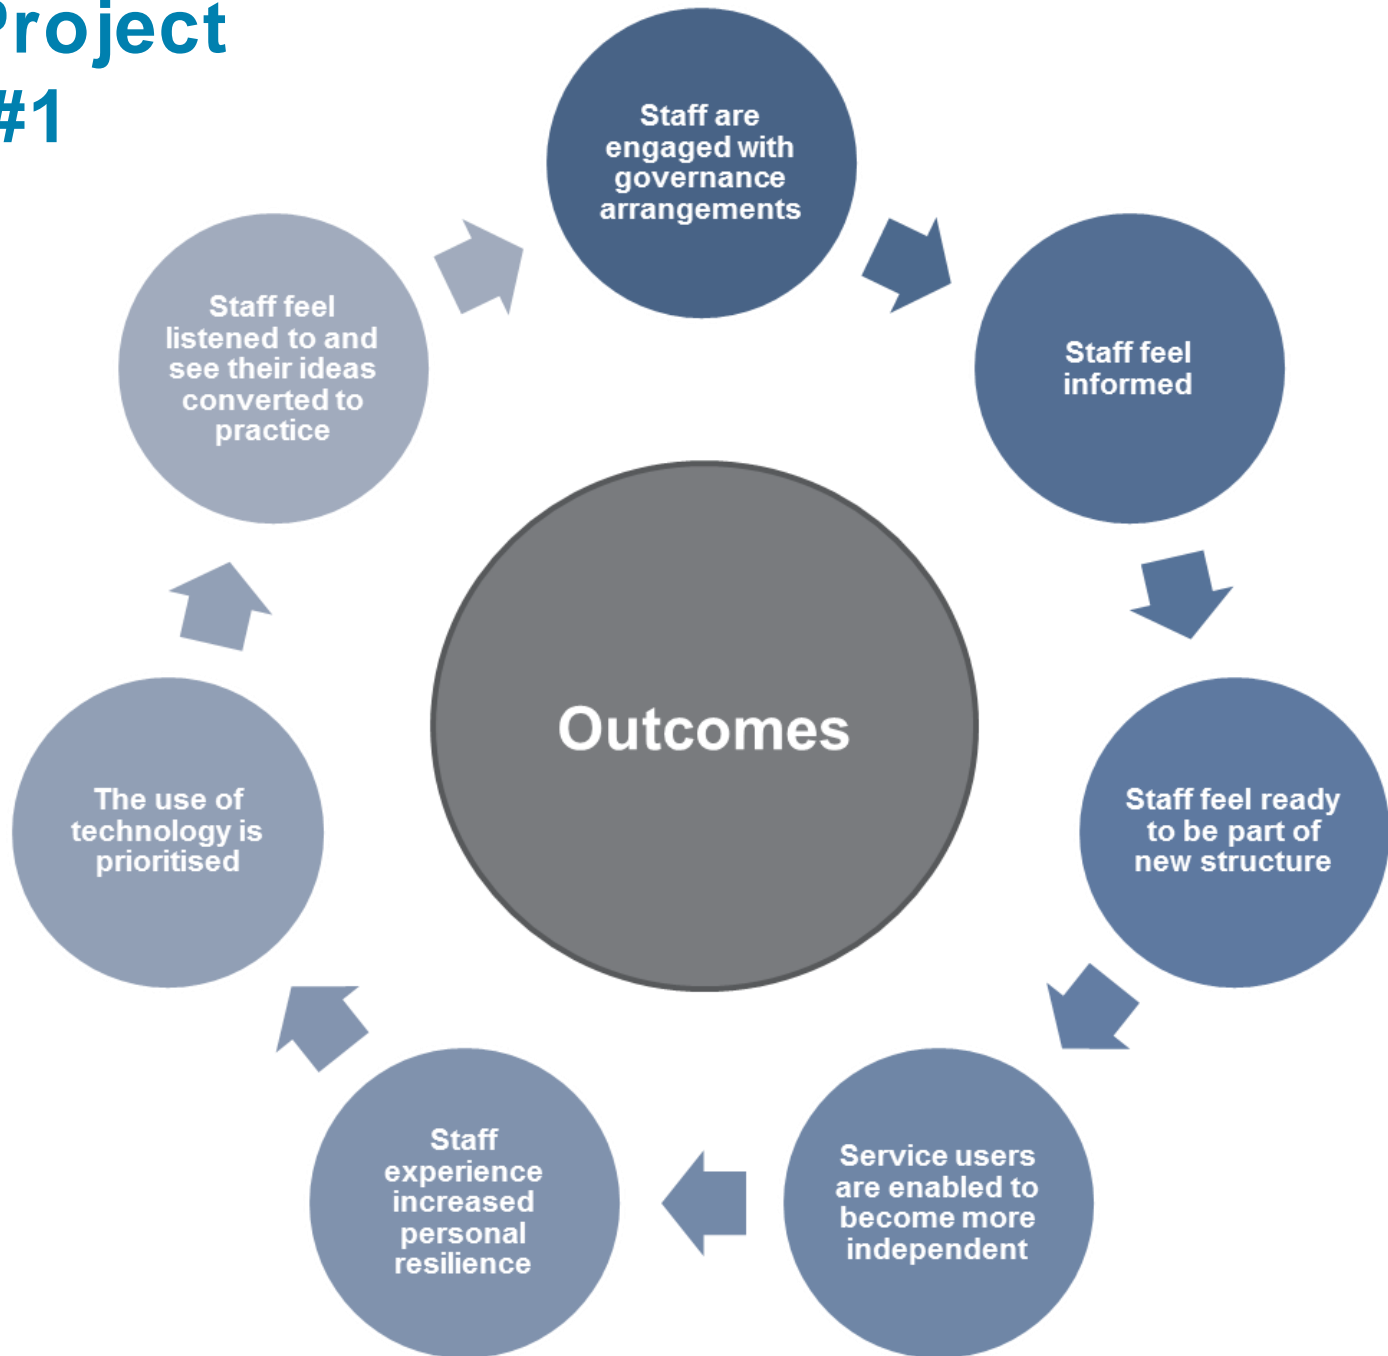 Project
#1
Staff are
engaged with
governance
arrangements
Staff feel
informed
Staff feel ready
to be part of
new structure
Service users
are enabled to
become more
independent
Staff
experience
increased
personal
resilience
The use of
technology is
prioritised
Staff feel
listened to and
see their ideas
converted to
practice
Outcomes